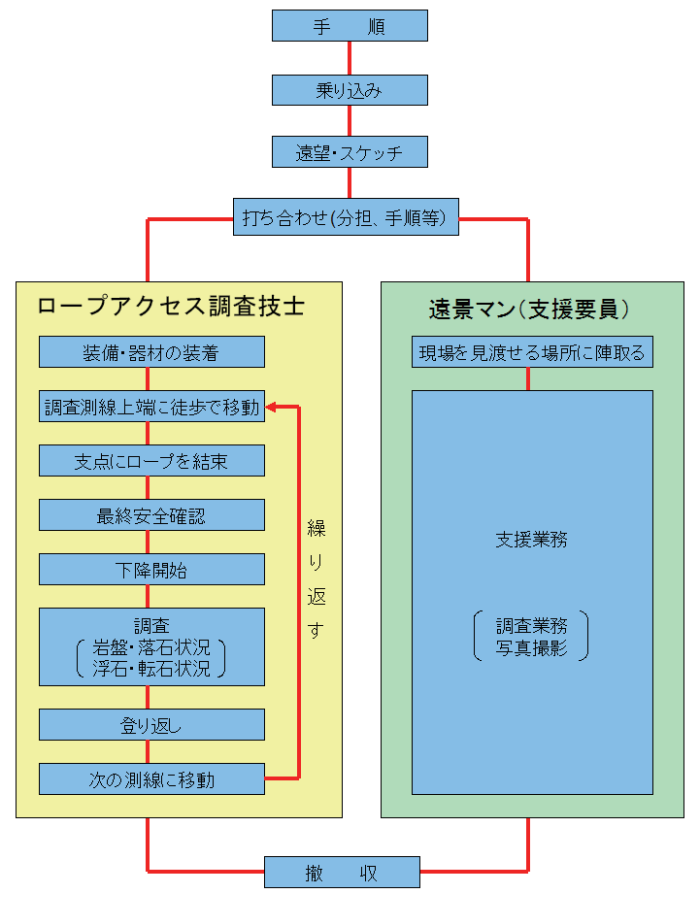 手　順
乗り込み
遠望・スケッチ
打ち合わせ(分担、手順等)
ロープアクセス調査技士
装備・器材の装着
調査測線上端に徒歩で移動
支点にロープを結束
最終安全確認
下降開始
調査
岩盤・落石状況
浮石・転石状況
登り返し
次の測線に移動
繰り返す
遠景マン(支援要員)
現場を見渡せる場所に陣取る
支援業務
調査業務
写真撮影
撤　収